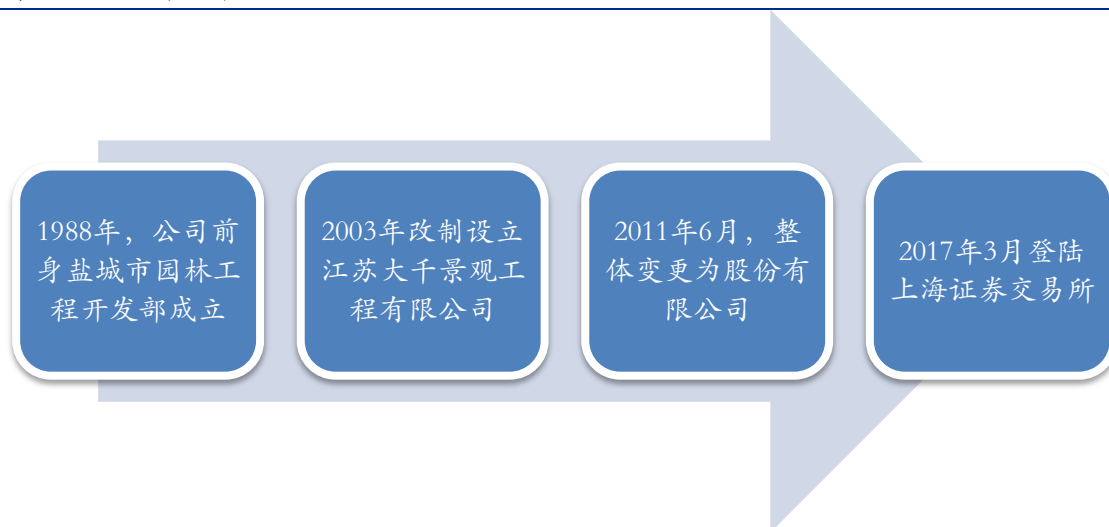 1988年，公司前
身盐城市园林工
程开发部成立
2003年改制设立
江苏大千景观工
程有限公司
2011年6月，整
体变更为股份有
限公司
2017年3月登陆
上海证券交易所